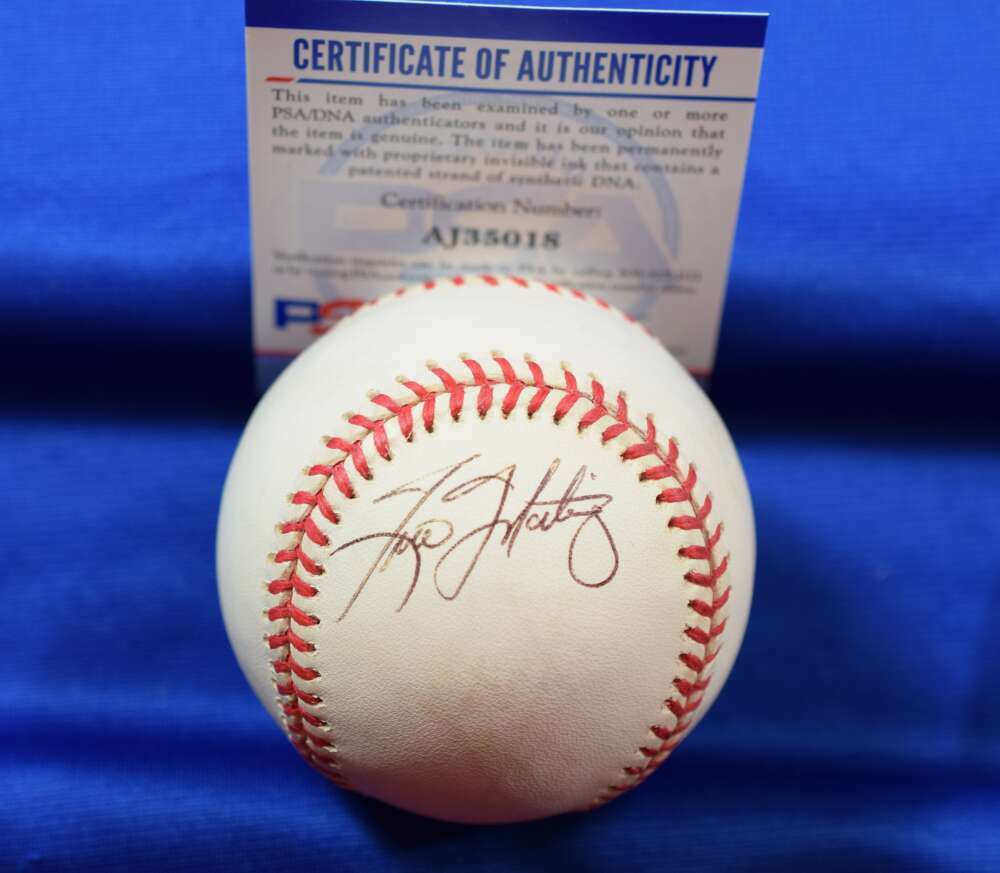 CERTIFICATE OF AUTHENTICITY
This item has been examined by one or more
PSA/DNA authenticators and it is our opinion that
the item is genuine. The item has been permanently
marked with proprietary invisible ink that contains a
patented strand of synthetic DNA.
Certification Number:
AJ35018
PSA